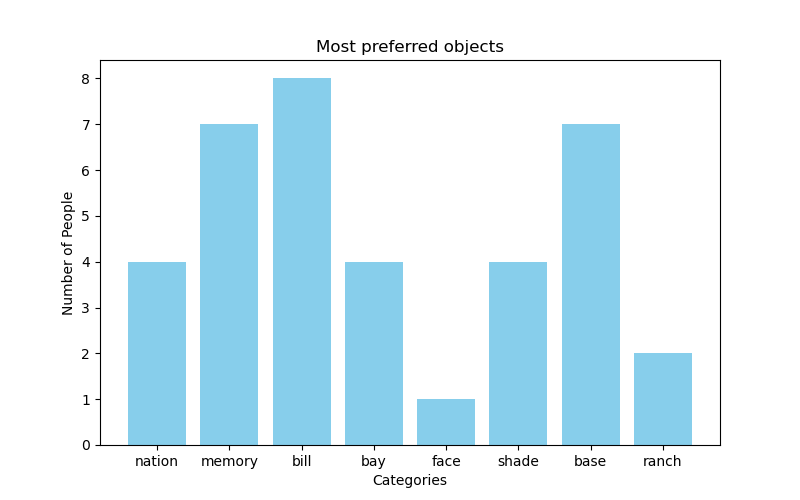 Most preferred objects
8
7
6
5
4
3
2
1
0
Number of People
nation memory bill bay face shade base ranch
Categories